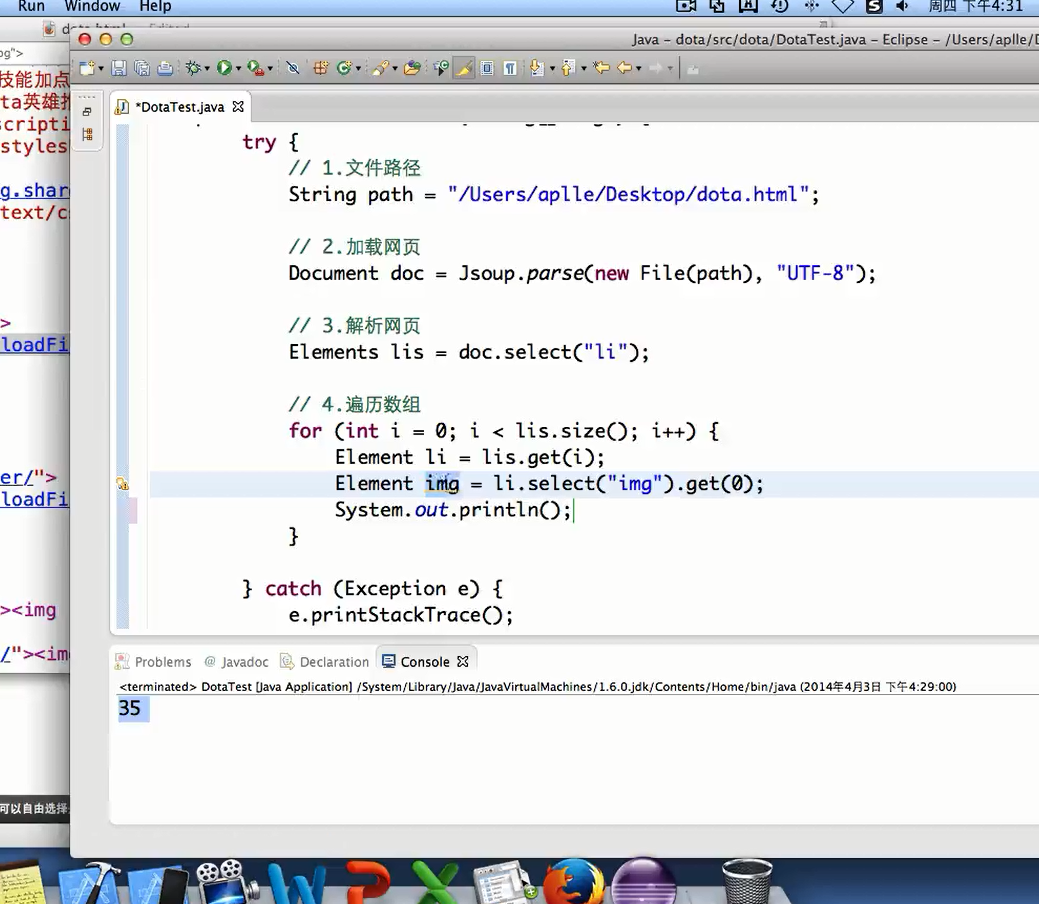 Run Window Help 周四 下午4:31
Java – dota/src/dota/DotaTest.java – Eclipse – /Users/aplle/D
*DotaTest.java
try {
// 1.文件路径
String path = "/Users/aplle/Desktop/dota.html";
// 2.加载网页
Document doc = Jsoup.parse(new File(path), "UTF-8");
// 3.解析网页
Elements lis = doc.select("li");
// 4.遍历数组
for (int i = 0; i < lis.size(); i++) {
Element li = lis.get(i);
Element img = li.select("img").get(0);
System.out.println();
}
} catch (Exception e) {
e.printStackTrace();
Problems @ Javadoc Declaration Console
<terminated> DotaTest [Java Application] /System/Library/Java/JavaVirtualMachines/1.6.0.jdk/Contents/Home/bin/java (2014年4月3日 下午4:29:00)
35
og">
技能加点
ta英雄
scripti
styles
g.shar
text/c
>
loadFi
er/">
loadFi
><img
/"><im
可以自由选择